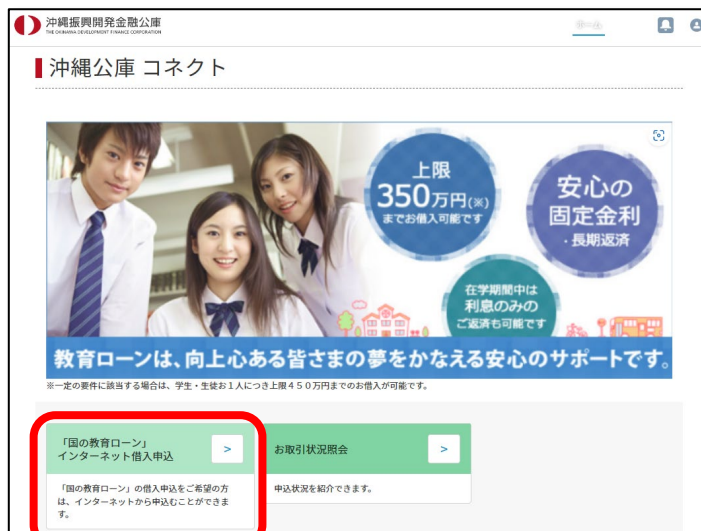 沖縄振興開発金融公庫
THE OKINAWA DEVELOPMENT FINANCE CORPORATION
ホーム
沖縄公庫 コネクト
上限
350万円(※)
までお借入可能です
安心の
固定金利
・長期返済
在学期間中は
利息のみの
ご返済も可能です
教育ローンは、向上心ある皆さまの夢をかなえる安心のサポートです。
※一定の要件に該当する場合は、学生・生徒お１人につき上限４５０万円までのお借入が可能です。
「国の教育ローン」
インターネット借入申込
>
「国の教育ローン」の借入申込をご希望の方
は、インターネットから申込むことができま
す。
お取引状況照会
>
申込状況を紹介できます。